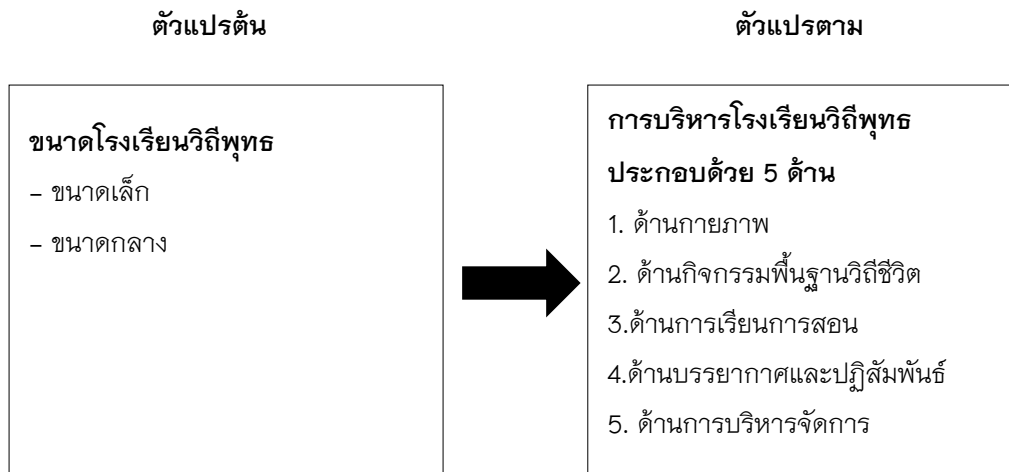 ตัวแปรต้น
ตัวแปรตาม
ขนาดโรงเรียนวิถีพุทธ
– ขนาดเล็ก
– ขนาดกลาง
การบริหารโรงเรียนวิถีพุทธ
ประกอบด้วย 5 ด้าน
1. ด้านกายภาพ
2. ด้านกิจกรรมพื้นฐานวิถีชีวิต
3.ด้านการเรียนการสอน
4.ด้านบรรยากาศและปฏิสัมพันธ์
5. ด้านการบริหารจัดการ